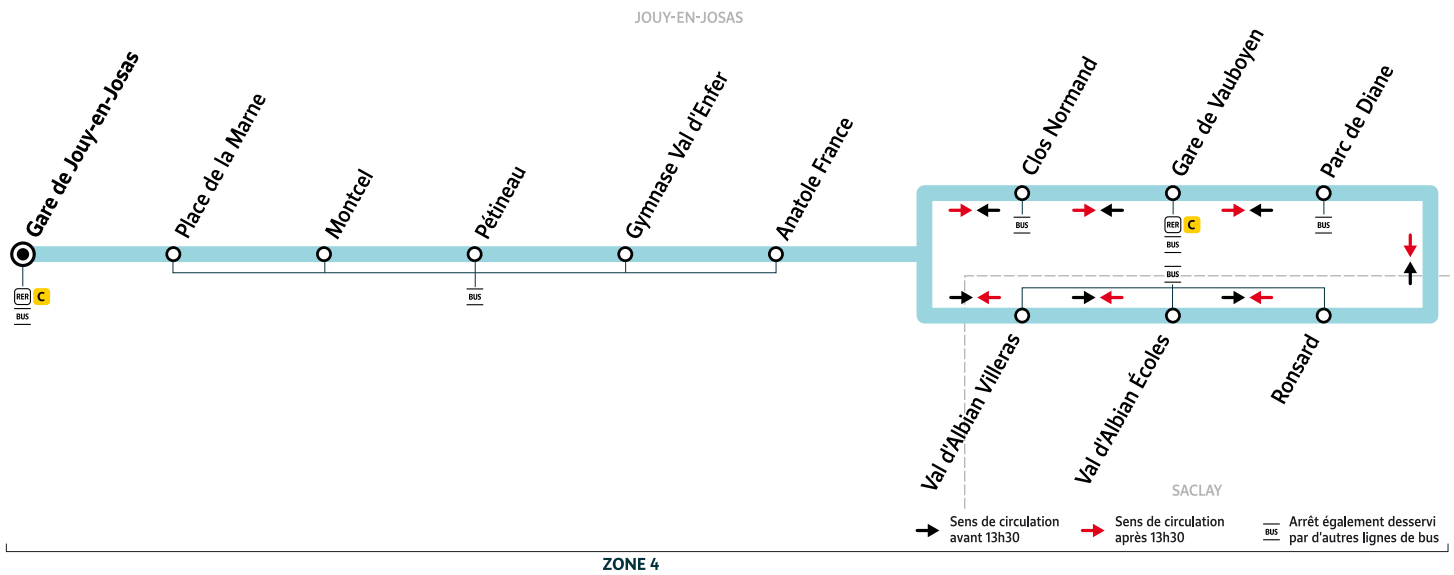 JOUY-EN-JOSAS
Gare de Jouy-en-Josas
Place de la Marne
Montcel
Pétineau
Gymnase Val d'Enfer
Anatole France
Clos Normand
Gare de Vauboyen
Parc de Diane
RER C
BUS
BUS
BUS
RER C
BUS
BUS
BUS
Val d'Albian Villeras
Val d'Albian Écoles
Ronsard
SACLAY
Sens de circulation
avant 13h30
Sens de circulation
après 13h30
BUS
Arrêt également desservi
par d'autres lignes de bus
ZONE 4